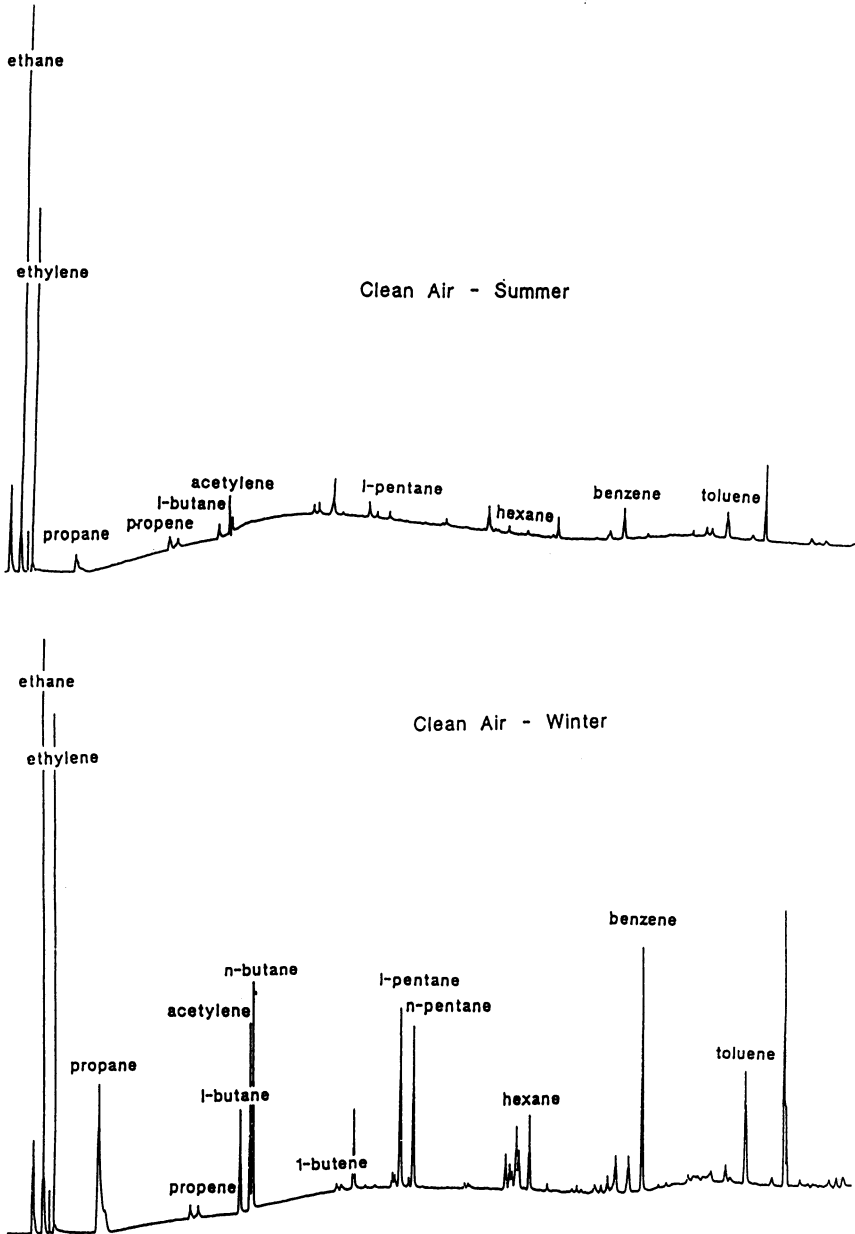 ethane
ethylene
Clean Air - Summer
acetylene
i-butane
i-pentane
propene
propane
hexane
benzene
toluene
ethane
Clean Air - Winter
ethylene
benzene
n-butane
i-pentane
acetylene
n-pentane
propane
toluene
i-butane
hexane
1-butene
propene